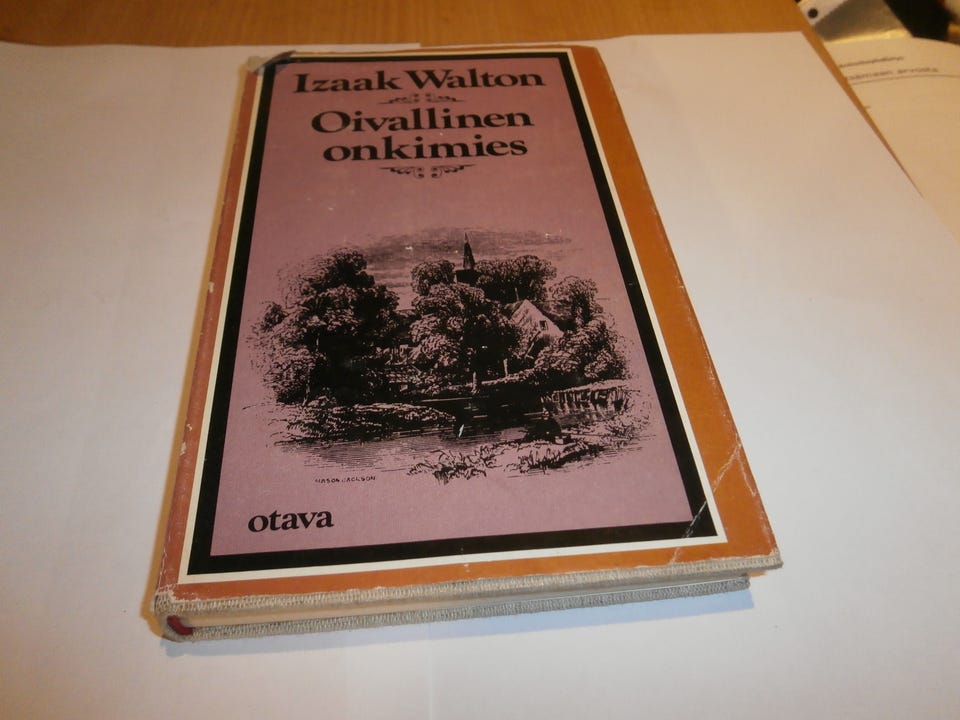 Izaak Walton
Oivallinen
onkimies
MASON JACKSON
otava